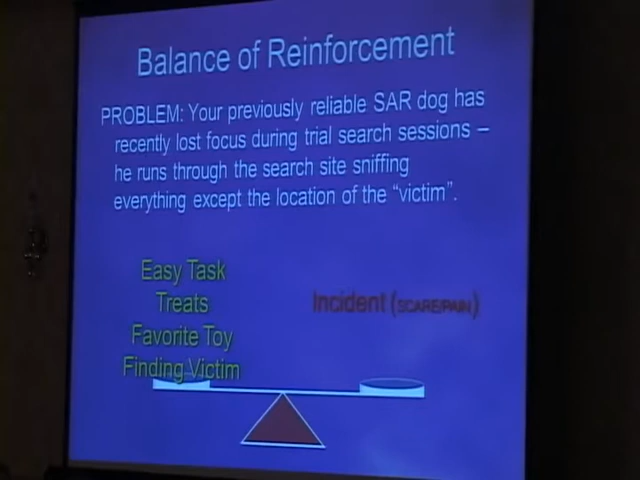 Balance of Reinforcement
PROBLEM: Your previously reliable SAR dog has
recently lost focus during trial search sessions –
he runs through the search site sniffing
everything except the location of the “victim”.
Easy Task
Treats
Incident (SCARE/PAIN)
Favorite Toy
Finding Victim